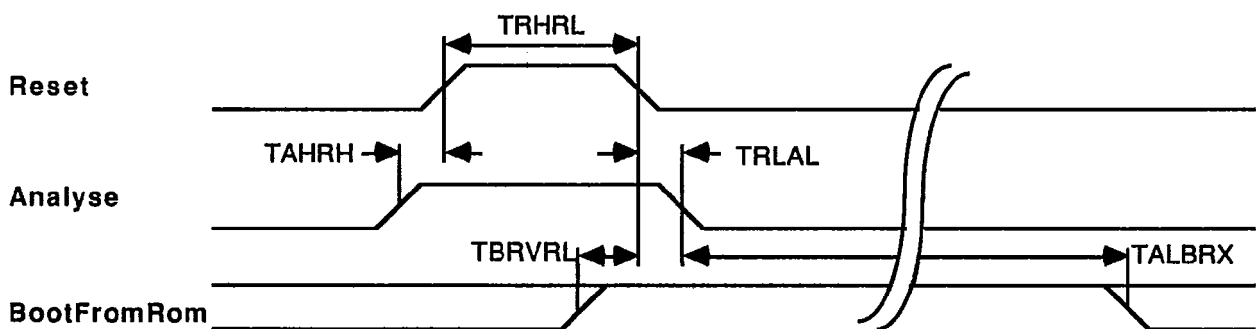 TRHRL
Reset
TAHRH
TRLAL
Analyse
TBRVRL
TALBRX
BootFromRom